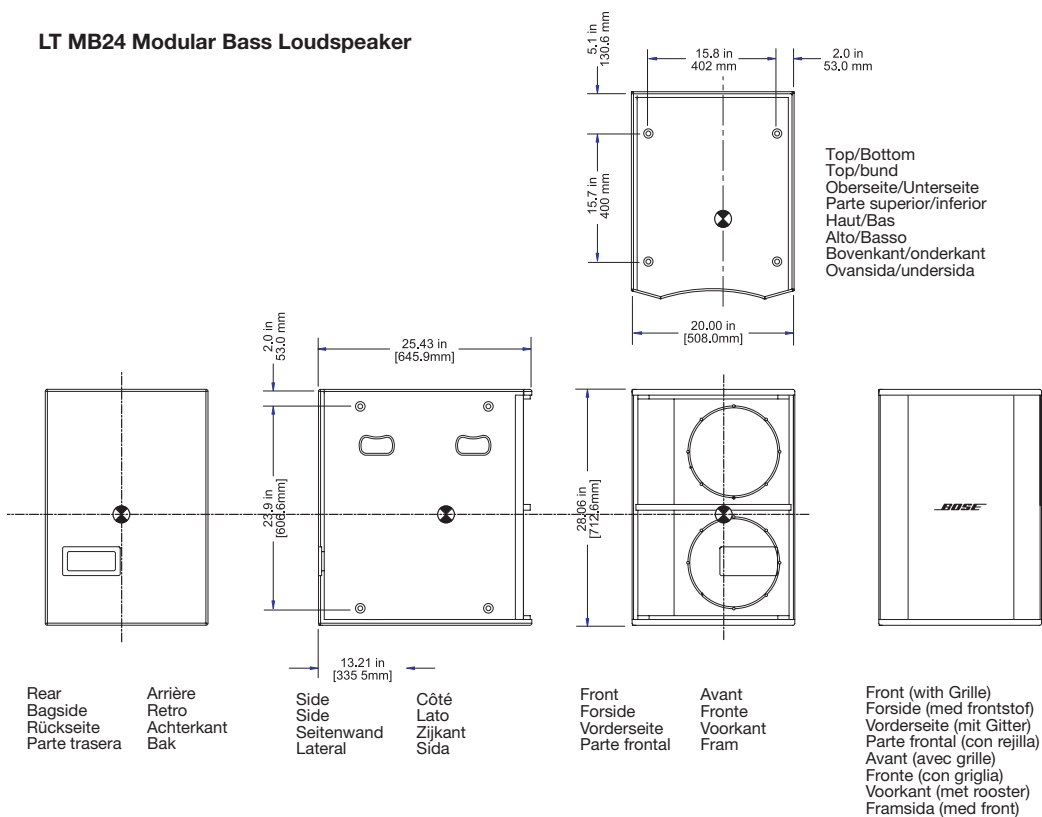 LT MB24 Modular Bass Loudspeaker
5.1 in
130.6 mm
15.8 in
402 mm
2.0 in
53.0 mm
15.7 in
400 mm
Top/Bottom
Top/bund
Oberseite/Unterseite
Parte superior/inferior
Haut/Bas
Alto/Basso
Bovenkant/onderkant
Ovansida/undersida
20.00 in
[508.0mm]
2.0 in
53.0 mm
25.43 in
[645.9mm]
23.9 in
[606.6mm]
28.06 in
[712.6mm]
BOSE
13.21 in
[335 5mm]
Rear
Bagside
Rückseite
Parte trasera
Arrière
Retro
Achterkant
Bak
Side
Side
Seitenwand
Lateral
Côté
Lato
Zijkant
Sida
Front
Forside
Vorderseite
Parte frontal
Avant
Fronte
Voorkant
Fram
Front (with Grille)
Forside (med frontstof)
Vorderseite (mit Gitter)
Parte frontal (con rejilla)
Avant (avec grille)
Fronte (con griglia)
Voorkant (met rooster)
Framsida (med front)